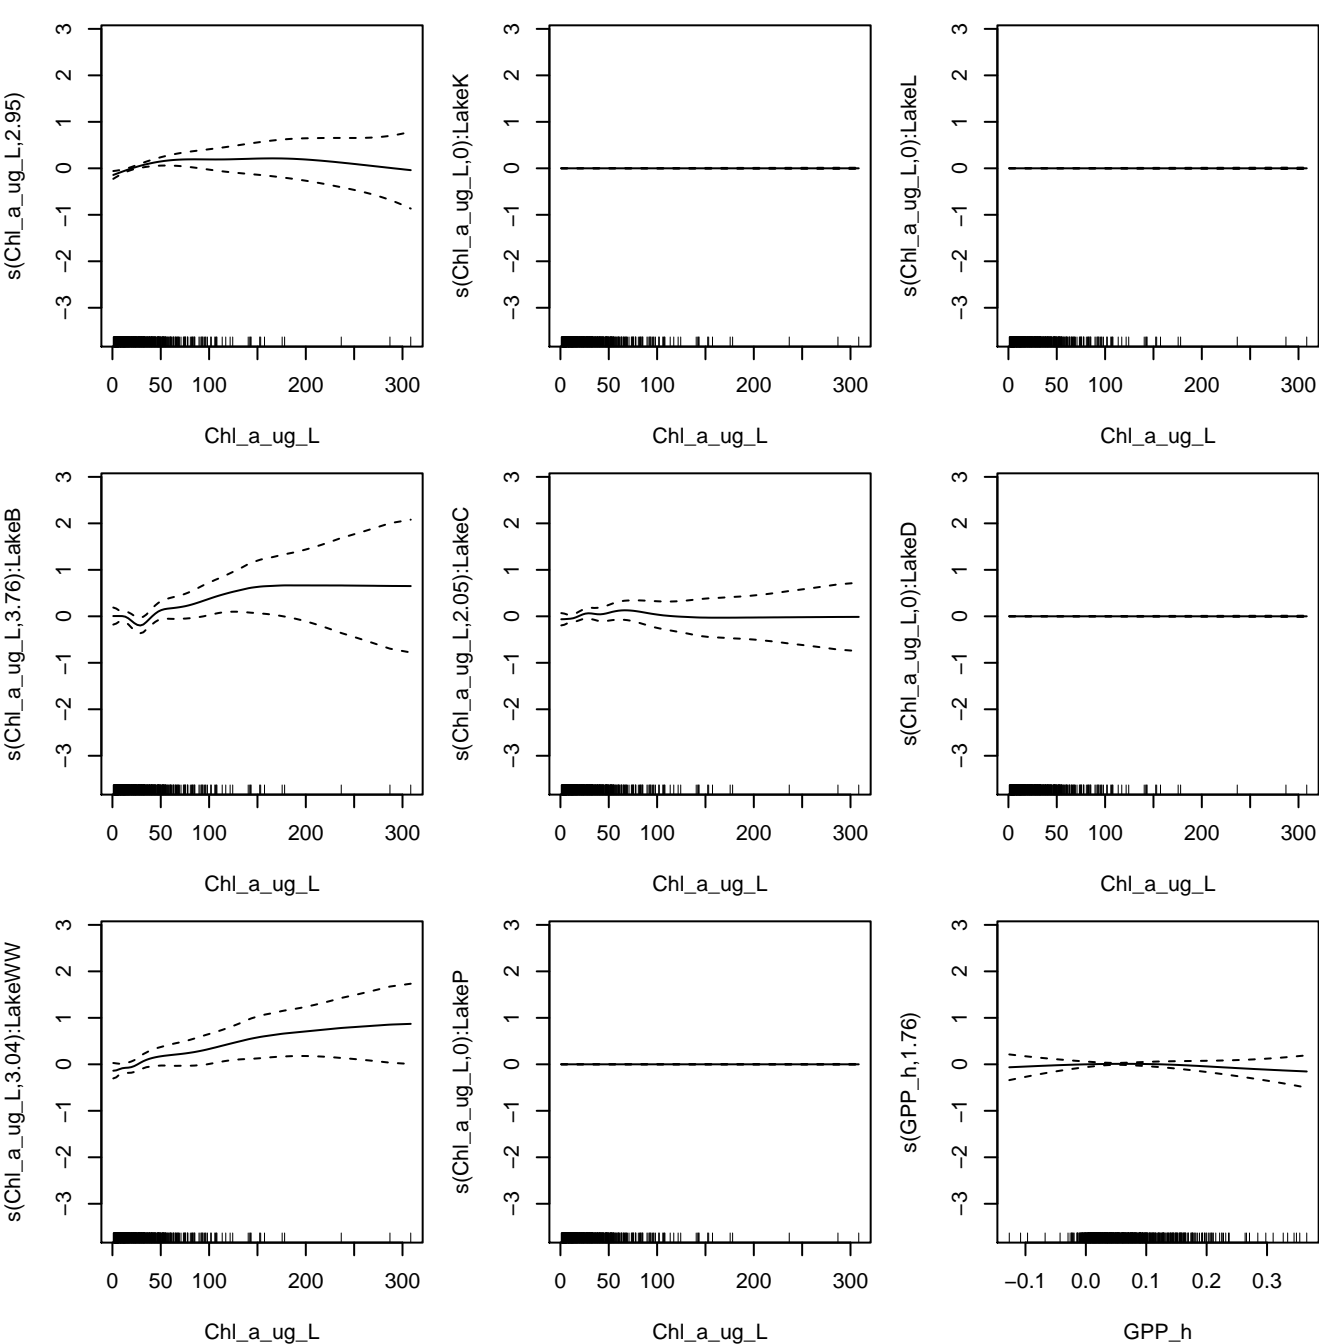 s(Chl_a_ug_L,2.95)
3
2
1
0
−1
−2
−3
0 50 100 200 300
Chl_a_ug_L
s(Chl_a_ug_L,0):LakeK
3
2
1
0
−1
−2
−3
0 50 100 200 300
Chl_a_ug_L
s(Chl_a_ug_L,0):LakeL
3
2
1
0
−1
−2
−3
0 50 100 200 300
Chl_a_ug_L
s(Chl_a_ug_L,3.76):LakeB
3
2
1
0
−1
−2
−3
0 50 100 200 300
Chl_a_ug_L
s(Chl_a_ug_L,2.05):LakeC
3
2
1
0
−1
−2
−3
0 50 100 200 300
Chl_a_ug_L
s(Chl_a_ug_L,0):LakeD
3
2
1
0
−1
−2
−3
0 50 100 200 300
Chl_a_ug_L
s(Chl_a_ug_L,3.04):LakeWW
3
2
1
0
−1
−2
−3
0 50 100 200 300
Chl_a_ug_L
s(Chl_a_ug_L,0):LakeP
3
2
1
0
−1
−2
−3
0 50 100 200 300
Chl_a_ug_L
s(GPP_h,1.76)
3
2
1
0
−1
−2
−3
−0.1 0.0 0.1 0.2 0.3
GPP_h